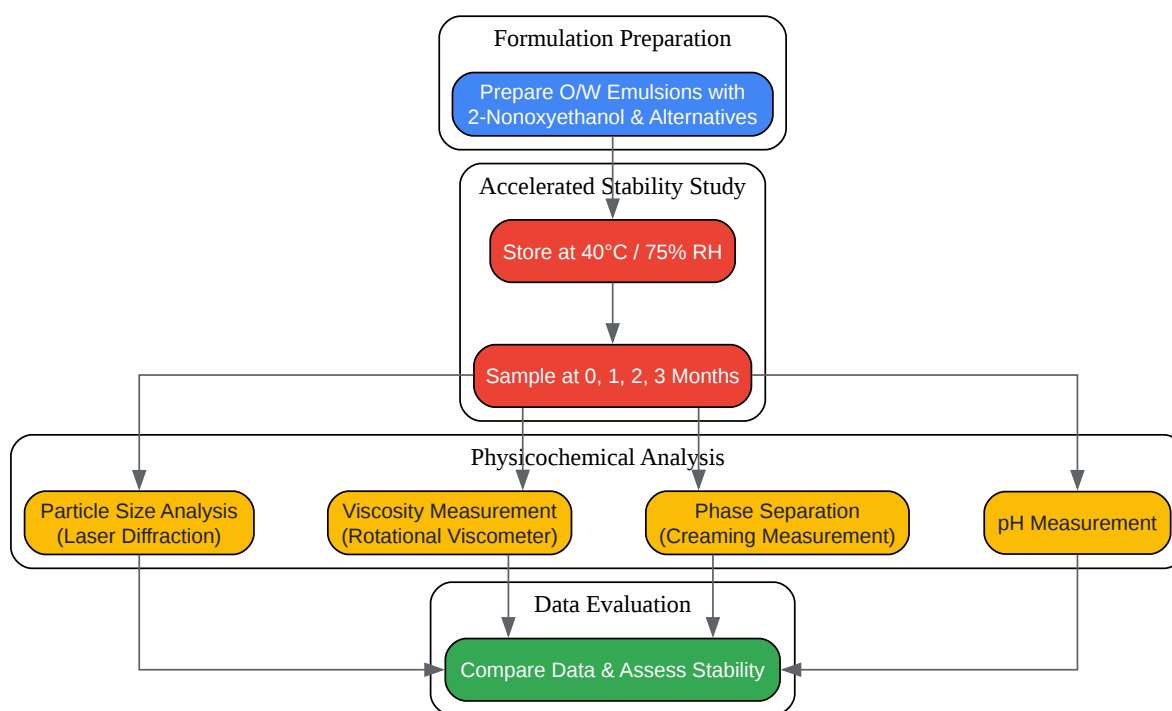 Formulation Preparation
Prepare O/W Emulsions with
2-Nonoxyethanol & Alternatives
Accelerated Stability Study
Store at 40°C / 75% RH
Sample at 0, 1, 2, 3 Months
Physicochemical Analysis
Particle Size Analysis
(Laser Diffraction)
Viscosity Measurement
(Rotational Viscometer)
Phase Separation
(Creaming Measurement)
pH Measurement
Data Evaluation
Compare Data & Assess Stability